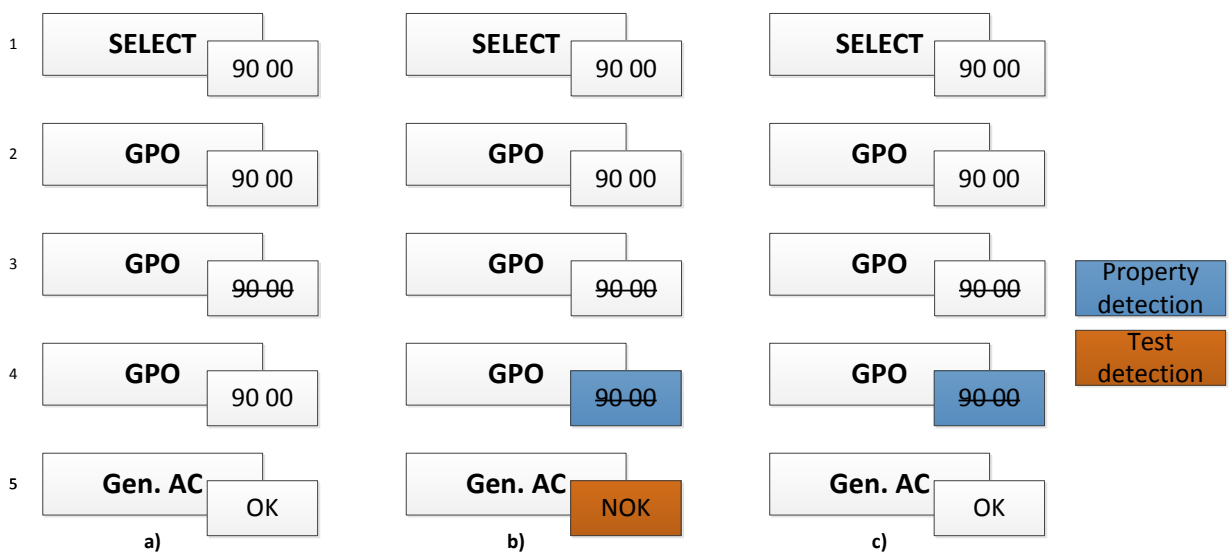 1 SELECT SELECT SELECT
90 00 90 00 90 00
2 GPO GPO GPO
90 00 90 00 90 00
3 GPO GPO GPO
90 00 90 00 90 00
Property
detection
Test
detection
4 GPO GPO GPO
90 00 90 00 90 00
5 Gen. AC Gen. AC Gen. AC
OK NOK OK
a) b) c)